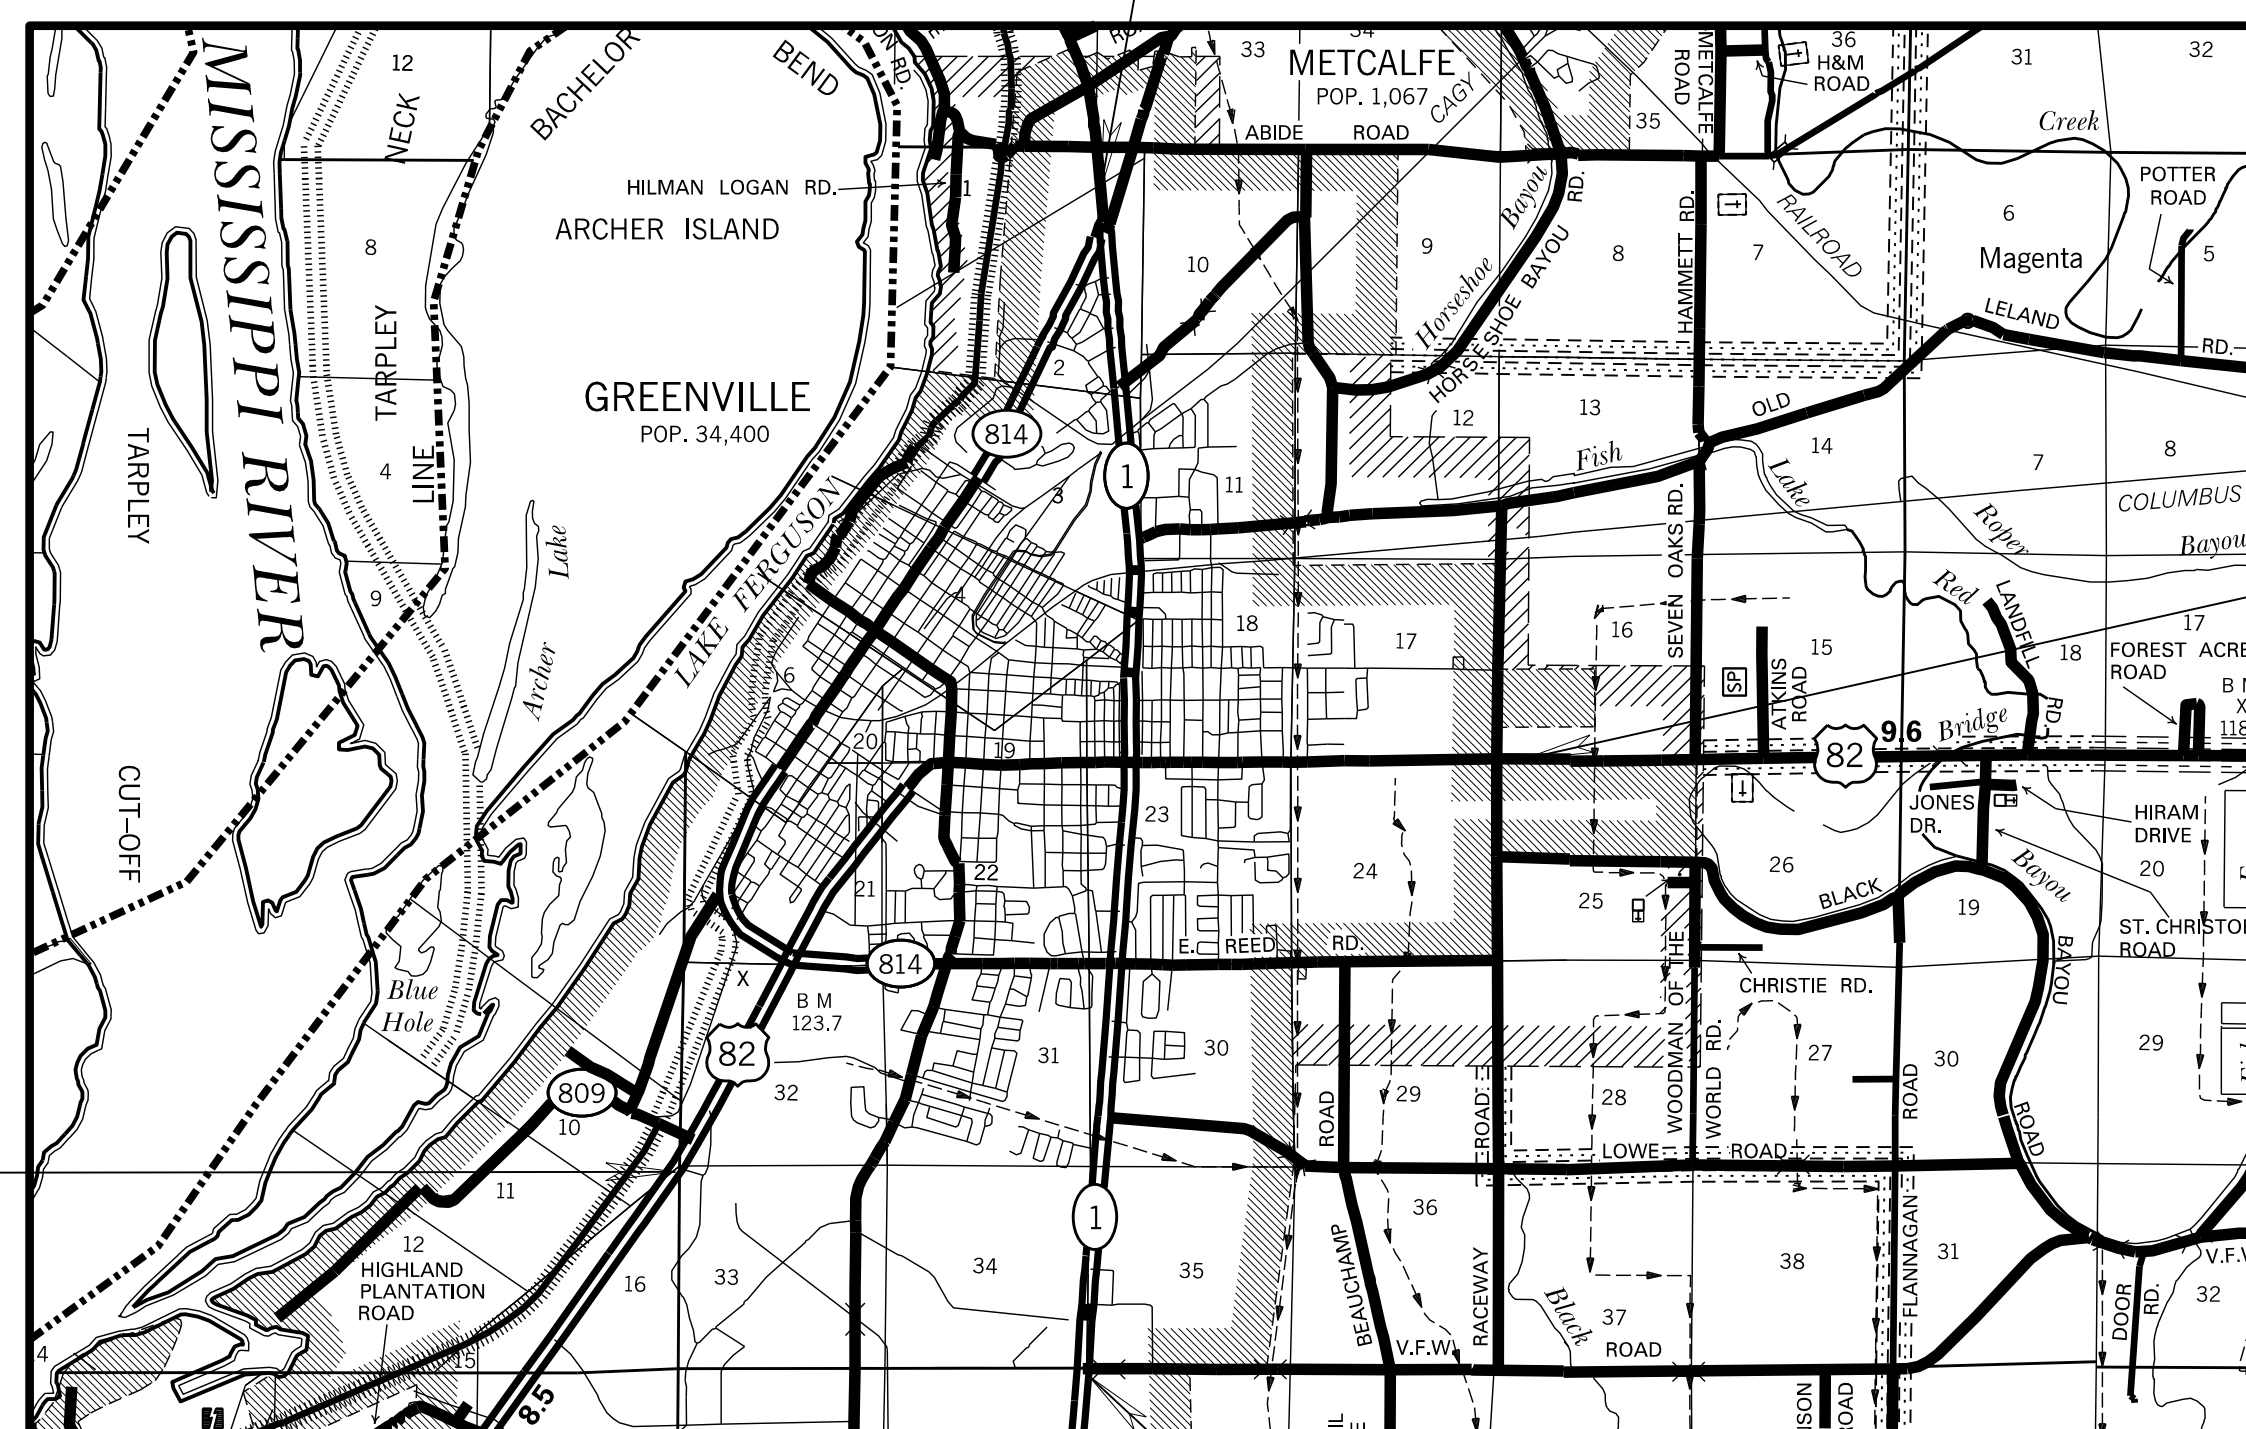 MISSISSIPPI RIVER
12
NECK
TARPLEY
8
4
LINE
9
BACHELOR
BEND
ON RD.
HILMAN LOGAN RD.
1
ARCHER ISLAND
GREENVILLE
POP. 34,400
TARPLEY
CUT-OFF
Archer Lake
LAKE FERGUSON
Blue
Hole
33
34
METCALFE
POP. 1,067
CAGY
ABIDE ROAD
35
METCALFE
ROAD
36
H&M
ROAD
31
32
Creek
POTTER
ROAD
6
Magenta
5
RAILROAD
LELAND
RD.
10
9
Horseshoe Bayou
HORSESHOE BAYOU
RD.
8
HAMMETT RD.
7
2
814
1
3
11
12
13
OLD
14
Fish
Lake
7
8
COLUMBUS
Roper
Bayou
Red
LANDFILL
RD.
SEVEN OAKS RD.
4
6
18
17
16
15
SP
ATKINS
ROAD
18
17
FOREST ACRE
ROAD
B M
X
118
20
19
82
9.6
Bridge
JONES
DR.
HIRAM
DRIVE
23
21
22
24
25
26
BLACK
19
Bayou
20
ST. CHRISTO
ROAD
BAYOU
E. REED RD.
814
X
B M
123.7
82
CHRISTIE RD.
WOODMAN OF THE
WORLD RD.
809
10
32
31
30
29
28
27
30
29
ROAD
ROAD
ROAD
LOWE ROAD
ROAD
11
12
HIGHLAND
PLANTATION
ROAD
15
16
33
34
35
1
36
BEAUCHAMP
RACEWAY
38
FLANNAGAN
31
V.F.W.
ROAD
37
Black
V.F.W
DOOR
RD.
32
4
8.5
NSON
ROAD